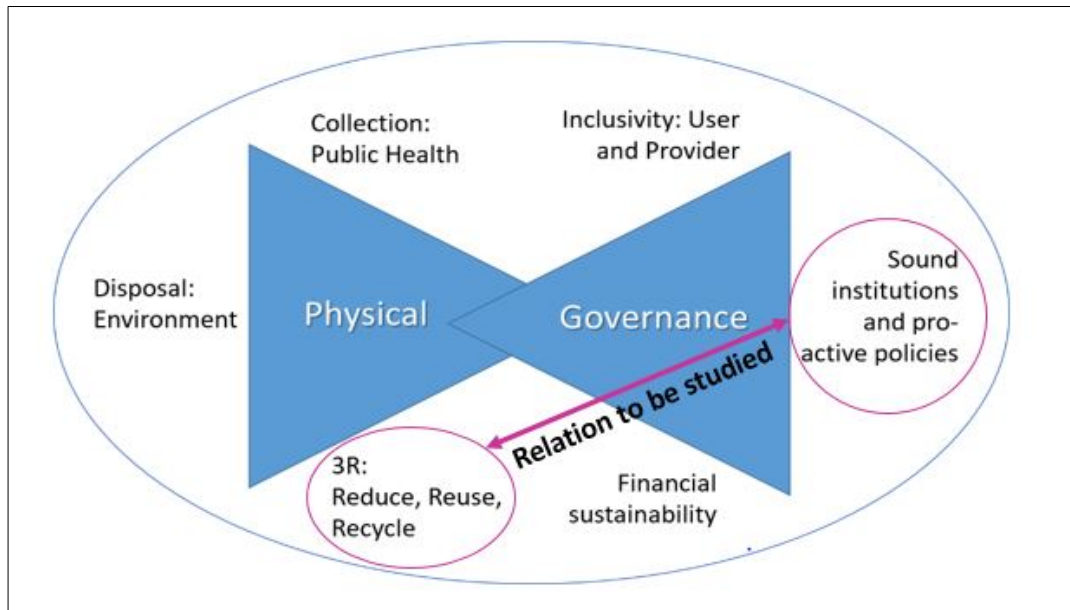 Collection:
Public Health
Inclusivity: User
and Provider
Disposal:
Environment
Physical
Governance
Sound
institutions
and pro-
active policies
Relation to be studied
3R:
Reduce, Reuse,
Recycle
Financial
sustainability